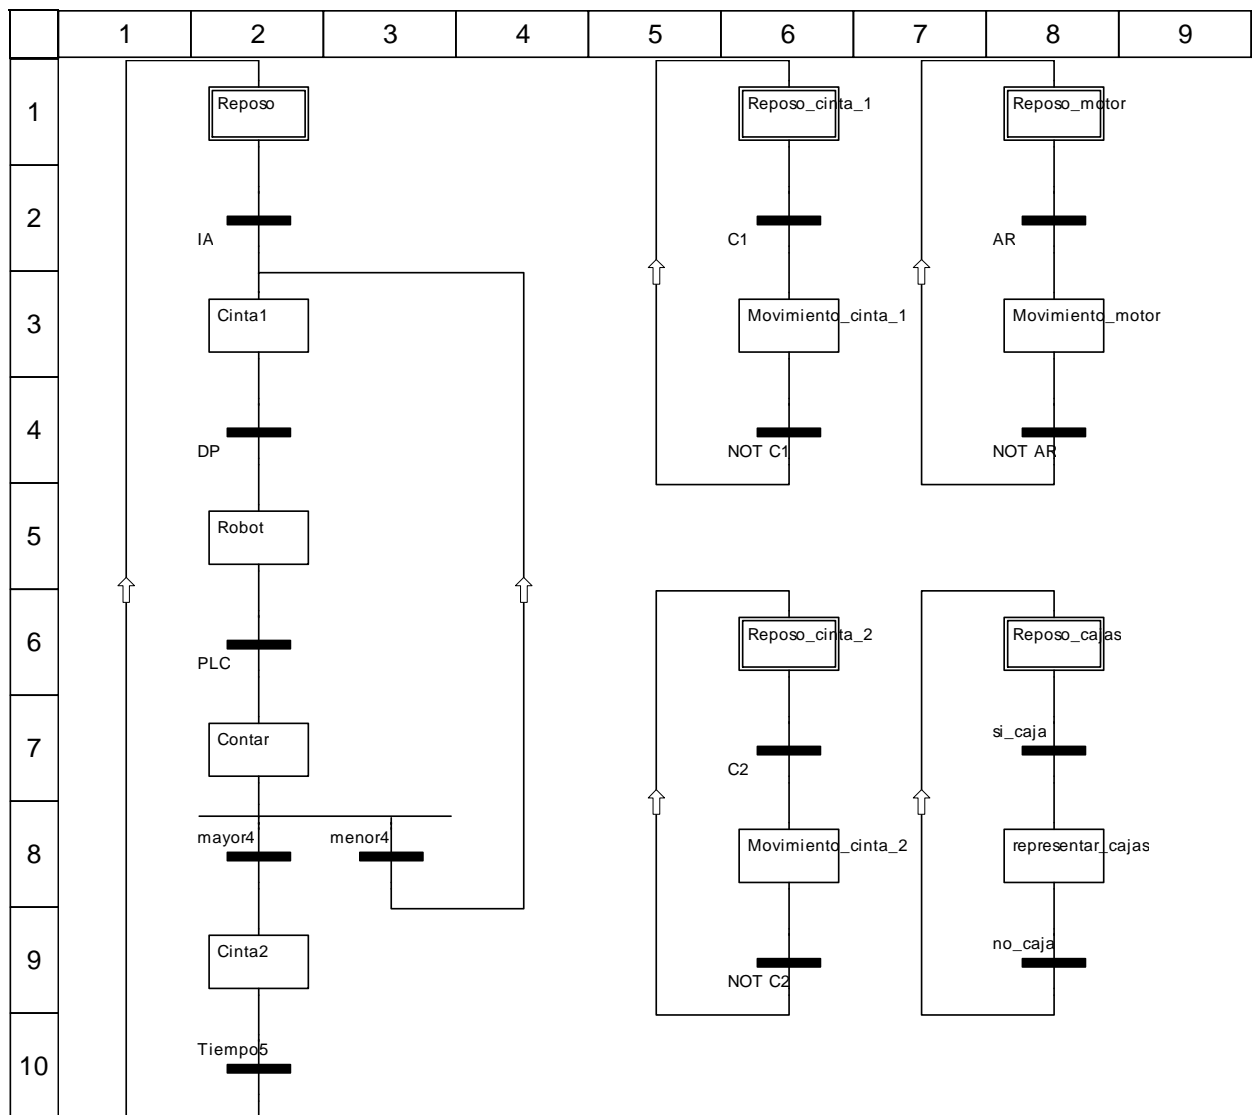 1 2 3 4 5 6 7 8 9
1 Reposo Reposo_cinta_1 Reposo_motor
2 IA C1 AR
3 Cinta1 Movimiento_cinta_1 Movimiento_motor
4 DP NOT C1 NOT AR
5 Robot
6 PLC Reposo_cinta_2 Reposo_cajas
7 Contar C2 si_caja
8 mayor4 menor4 Movimiento_cinta_2 representar_cajas
9 Cinta2 NOT C2 no_caja
10 Tiempo5